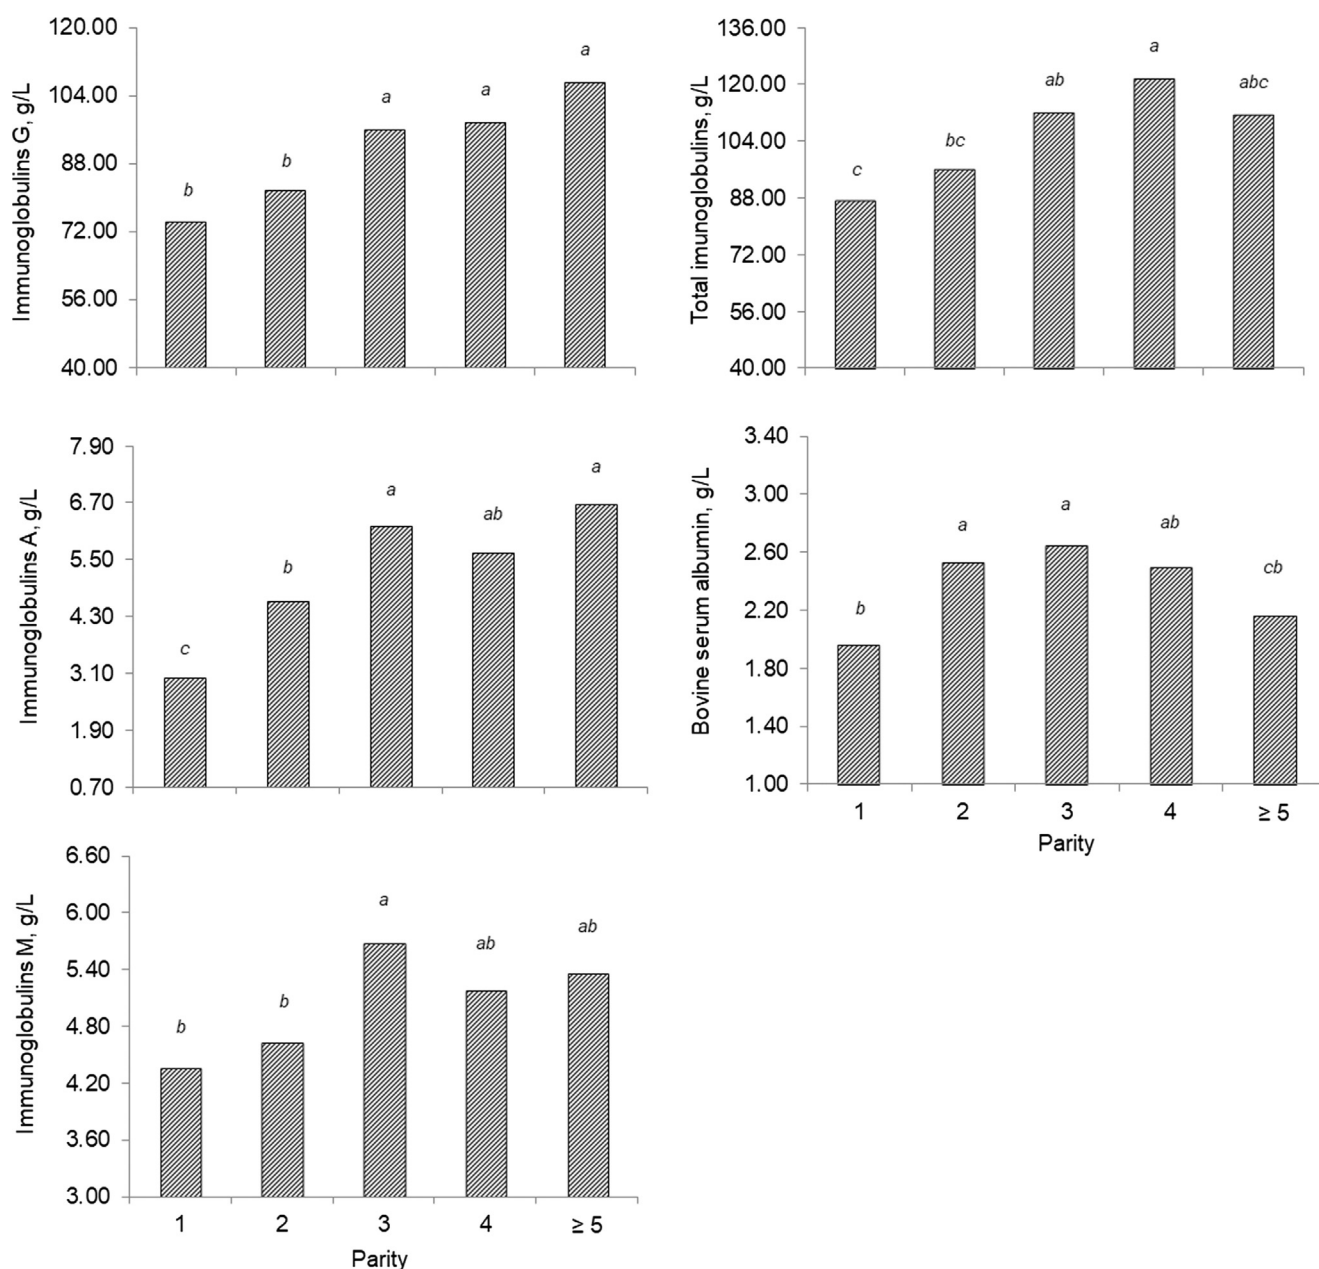 Immunoglobulins G, g/L
120.00
104.00
88.00
72.00
56.00
40.00
b
b
a
a
a
Total imunoglobulins, g/L
136.00
120.00
104.00
88.00
72.00
56.00
40.00
c
bc
ab
a
abc
Immunoglobulins A, g/L
7.90
6.70
5.50
4.30
3.10
1.90
0.70
c
b
a
ab
a
Bovine serum albumin, g/L
3.40
3.00
2.60
2.20
1.80
1.40
1.00
b
a
a
ab
cb
1 2 3 4 ≥ 5
Parity
Immunoglobulins M, g/L
6.60
6.00
5.40
4.80
4.20
3.60
3.00
b
b
a
ab
ab
1 2 3 4 ≥ 5
Parity